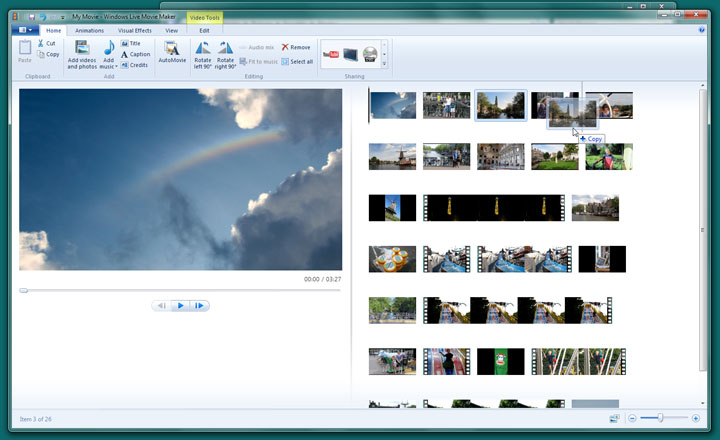 My Movie - Windows Live Movie Maker
Video Tools
Home
Animations
Visual Effects
View
Edit
Paste
Cut
Copy
Clipboard
Add videos
and photos
Add
music
Title
Caption
Credits
Add
AutoMovie
Rotate
left 90°
Rotate
right 90°
Audio mix
Fit to music
Remove
Select all
Editing
YouTube
Sharing
Copy
00:00 / 03:27
Item 3 of 26